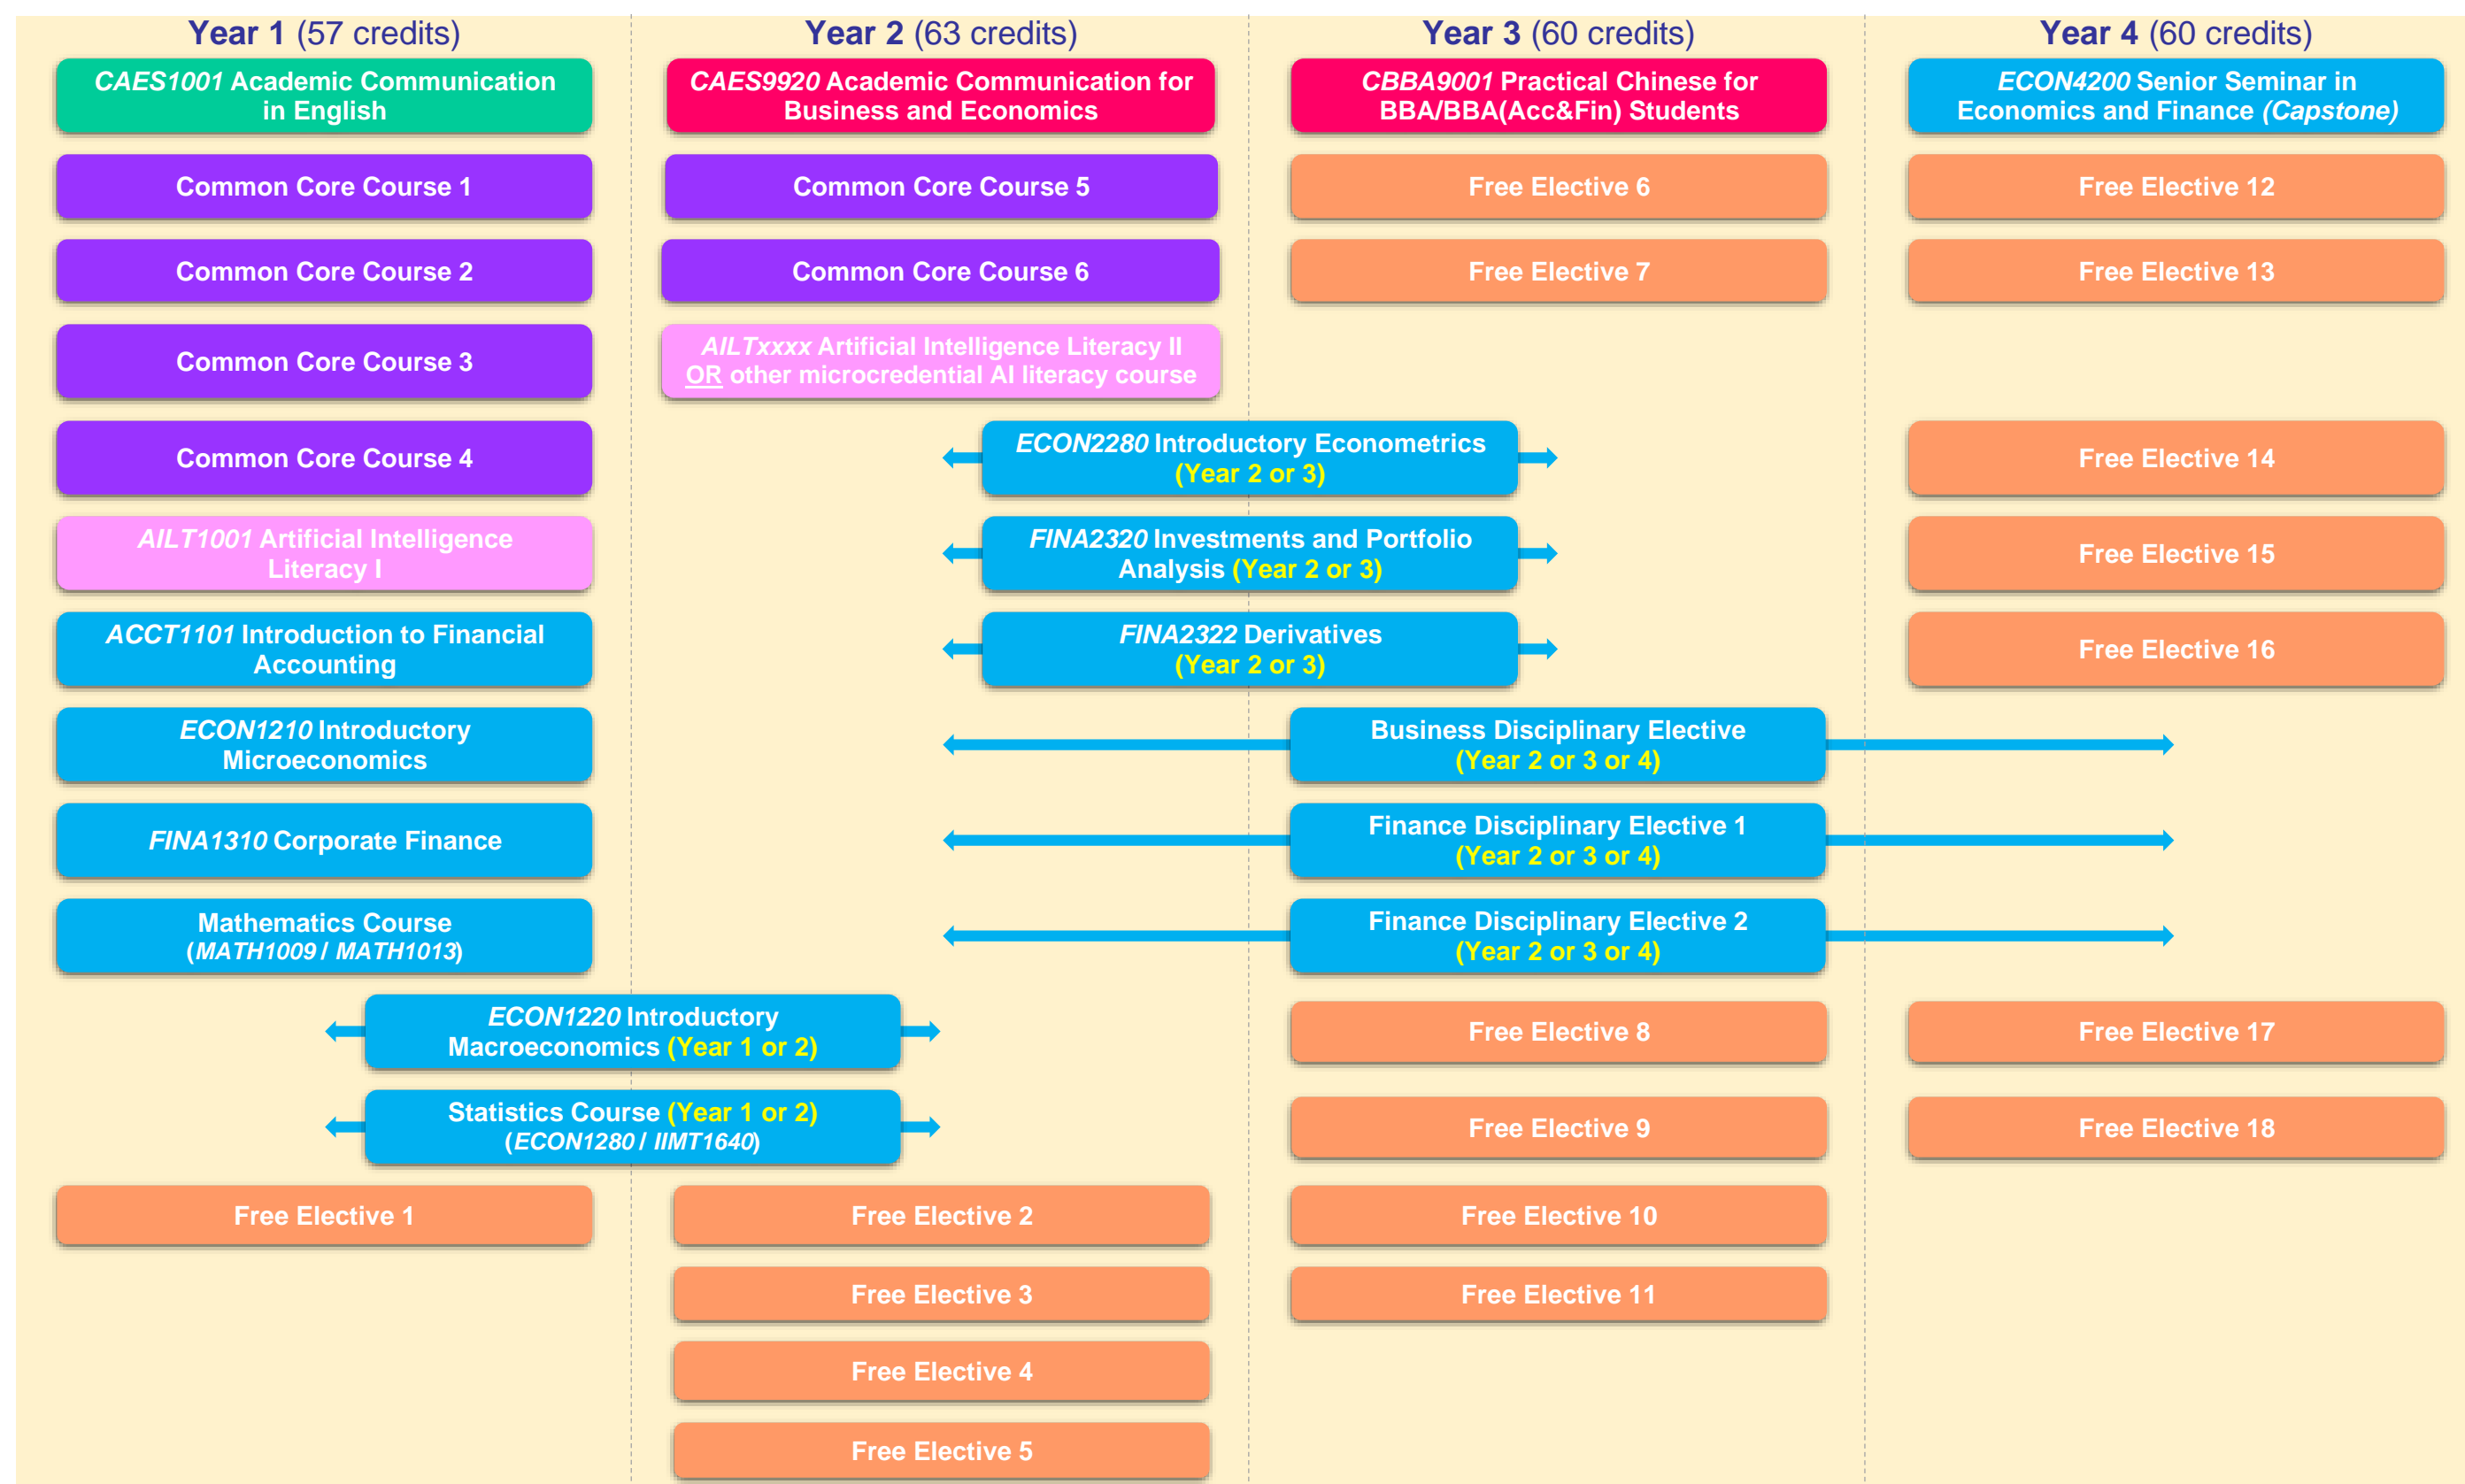 Year 1 (57 credits)
Year 2 (63 credits)
Year 3 (60 credits)
Year 4 (60 credits)
CAES1001 Academic Communication
in English
CAES9920 Academic Communication for
Business and Economics
CBBA9001 Practical Chinese for
BBA/BBA(Acc&Fin) Students
ECON4200 Senior Seminar in
Economics and Finance (Capstone)
Common Core Course 1
Common Core Course 5
Free Elective 6
Free Elective 12
Common Core Course 2
Common Core Course 6
Free Elective 7
Free Elective 13
Common Core Course 3
AILTxxxx Artificial Intelligence Literacy II
OR other microcredential AI literacy course
Common Core Course 4
ECON2280 Introductory Econometrics
(Year 2 or 3)
Free Elective 14
AILT1001 Artificial Intelligence
Literacy I
FINA2320 Investments and Portfolio
Analysis (Year 2 or 3)
Free Elective 15
ACCT1101 Introduction to Financial
Accounting
FINA2322 Derivatives
(Year 2 or 3)
Free Elective 16
ECON1210 Introductory
Microeconomics
Business Disciplinary Elective
(Year 2 or 3 or 4)
FINA1310 Corporate Finance
Finance Disciplinary Elective 1
(Year 2 or 3 or 4)
Mathematics Course
(MATH1009 / MATH1013)
Finance Disciplinary Elective 2
(Year 2 or 3 or 4)
ECON1220 Introductory
Macroeconomics (Year 1 or 2)
Free Elective 8
Free Elective 17
Statistics Course (Year 1 or 2)
(ECON1280 / IIMT1640)
Free Elective 9
Free Elective 18
Free Elective 1
Free Elective 2
Free Elective 10
Free Elective 3
Free Elective 11
Free Elective 4
Free Elective 5